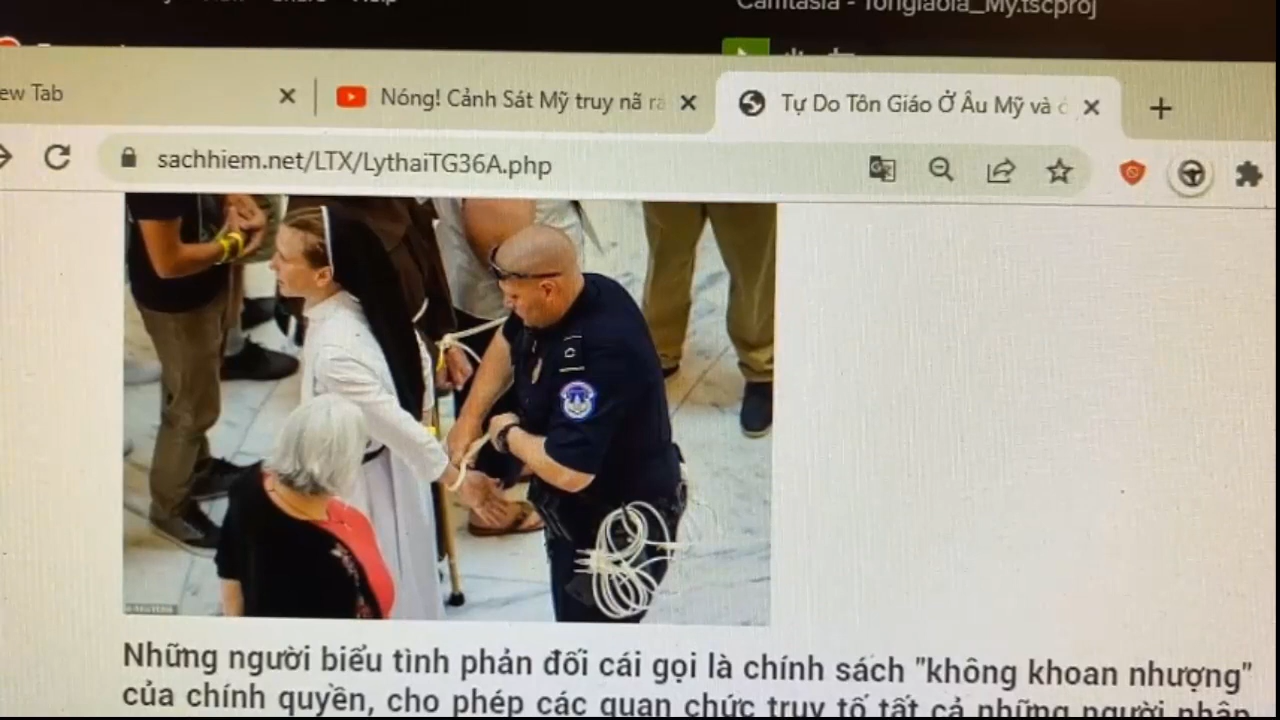 Camtasia - TongiaoIa_My.tscproj
ew Tab
Nóng! Cảnh Sát Mỹ truy nã
Tự Do Tôn Giáo Ở Âu Mỹ và
sachhiem.net/LTX/LythaiTG36A.php
Những người biểu tình phản đối cái gọi là chính sách "không khoan nhượng"
của chính quyền, cho phép các quan chức truy tố tất cả những người nhập